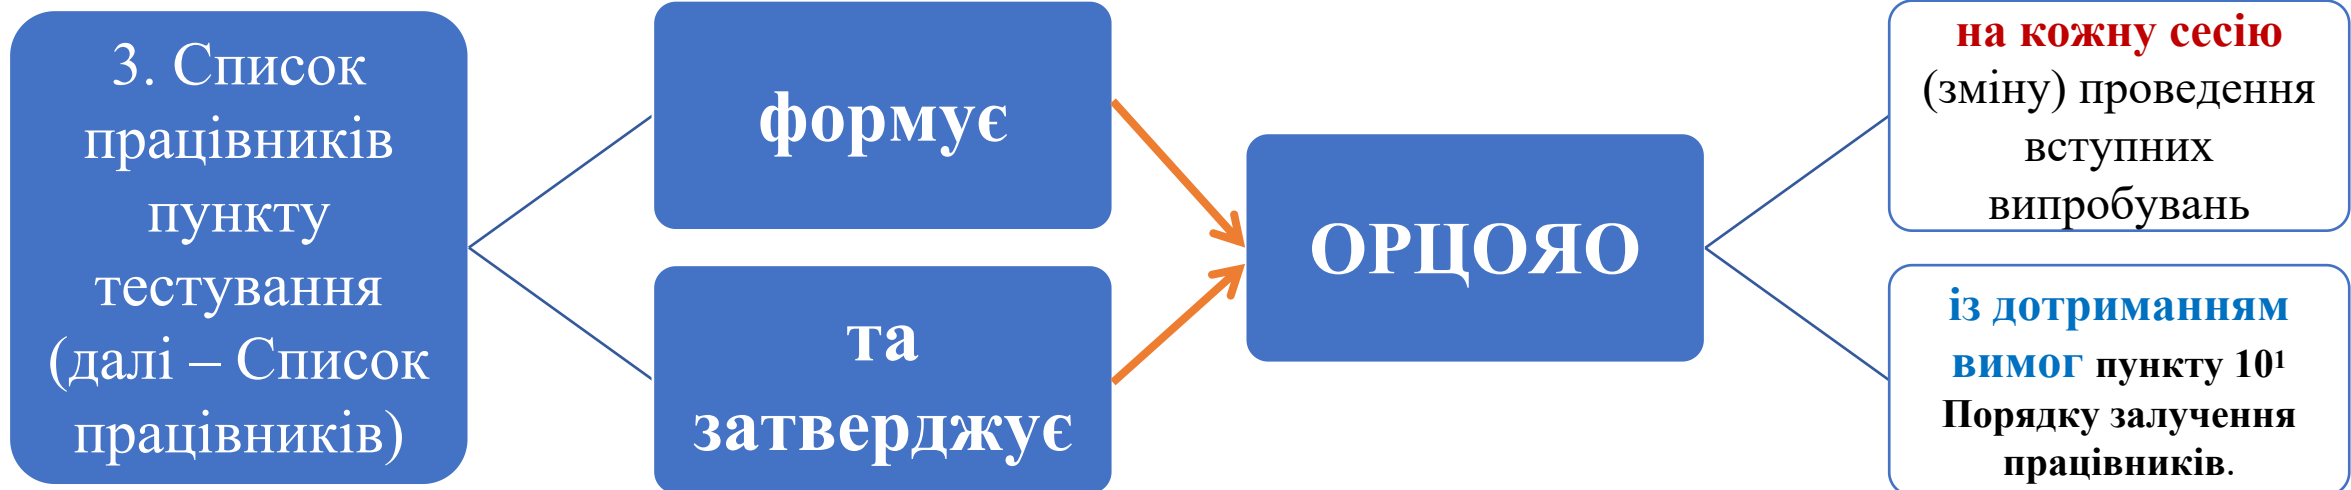 3. Список
працівників
пункту
тестування
(далі – Список
працівників)
формує
та
затверджує
ОРЦОЯО
на кожну сесію
(зміну) проведення
вступних
випробувань
із дотриманням
вимог пункту 10¹
Порядку залучення
працівників.